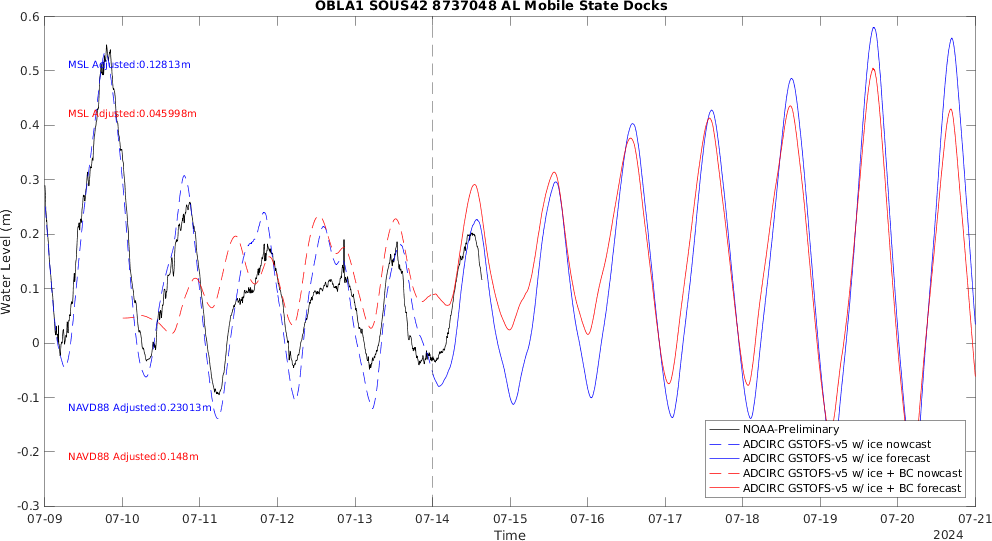 OBLA1 SOUS42 8737048 AL Mobile State Docks
Water Level (m)
0.6
0.5
0.4
0.3
0.2
0.1
0
-0.1
-0.2
-0.3
MSL Adjusted:0.12813m
MSL Adjusted:0.045998m
NAVD88 Adjusted:0.23013m
NAVD88 Adjusted:0.148m
NOAA-Preliminary
ADCIRC GSTOFS-v5 w/ ice nowcast
ADCIRC GSTOFS-v5 w/ ice forecast
ADCIRC GSTOFS-v5 w/ ice + BC nowcast
ADCIRC GSTOFS-v5 w/ ice + BC forecast
07-09 07-10 07-11 07-12 07-13 07-14 07-15 07-16 07-17 07-18 07-19 07-20 07-21
Time
2024